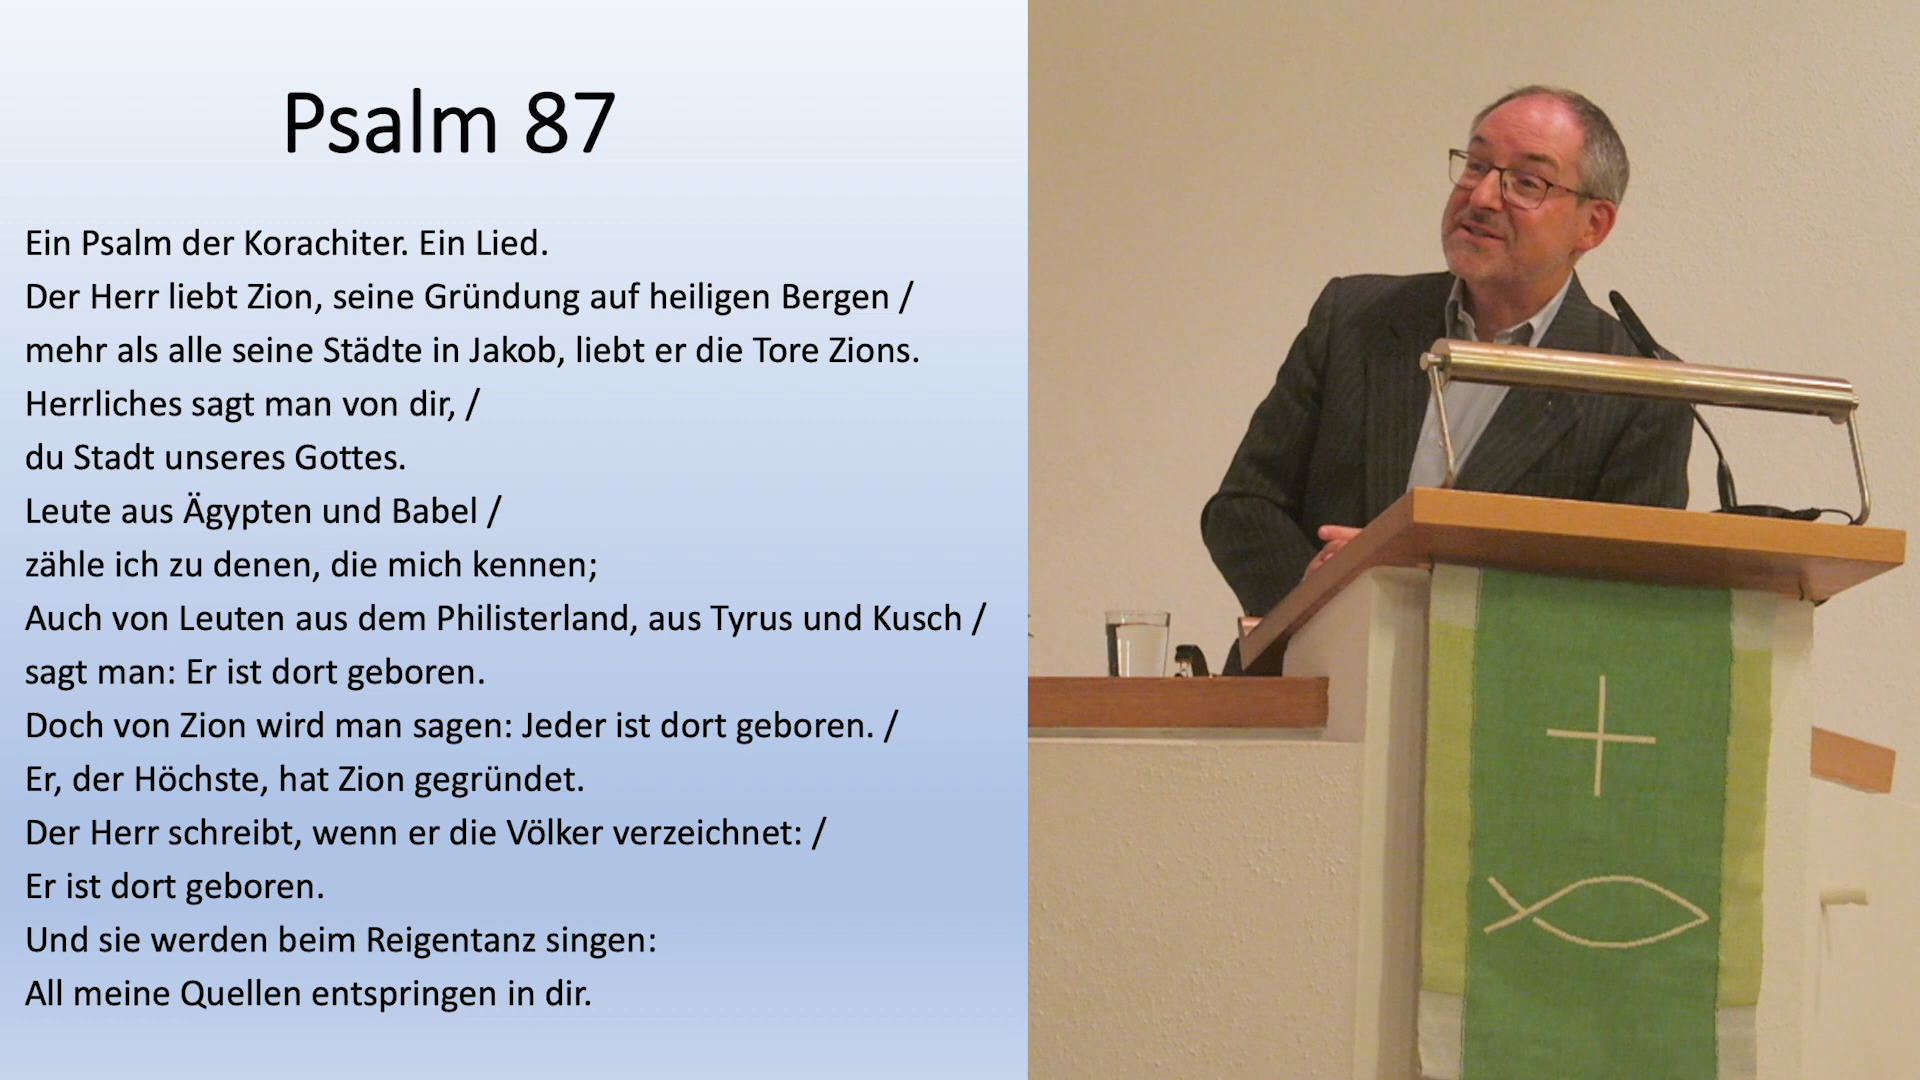 Psalm 87
Ein Psalm der Korachiter. Ein Lied.
Der Herr liebt Zion, seine Gründung auf heiligen Bergen /
mehr als alle seine Städte in Jakob, liebt er die Tore Zions.
Herrliches sagt man von dir, /
du Stadt unseres Gottes.
Leute aus Ägypten und Babel /
zähle ich zu denen, die mich kennen;
Auch von Leuten aus dem Philisterland, aus Tyrus und Kusch /
sagt man: Er ist dort geboren.
Doch von Zion wird man sagen: Jeder ist dort geboren. /
Er, der Höchste, hat Zion gegründet.
Der Herr schreibt, wenn er die Völker verzeichnet: /
Er ist dort geboren.
Und sie werden beim Reigentanz singen:
All meine Quellen entspringen in dir.